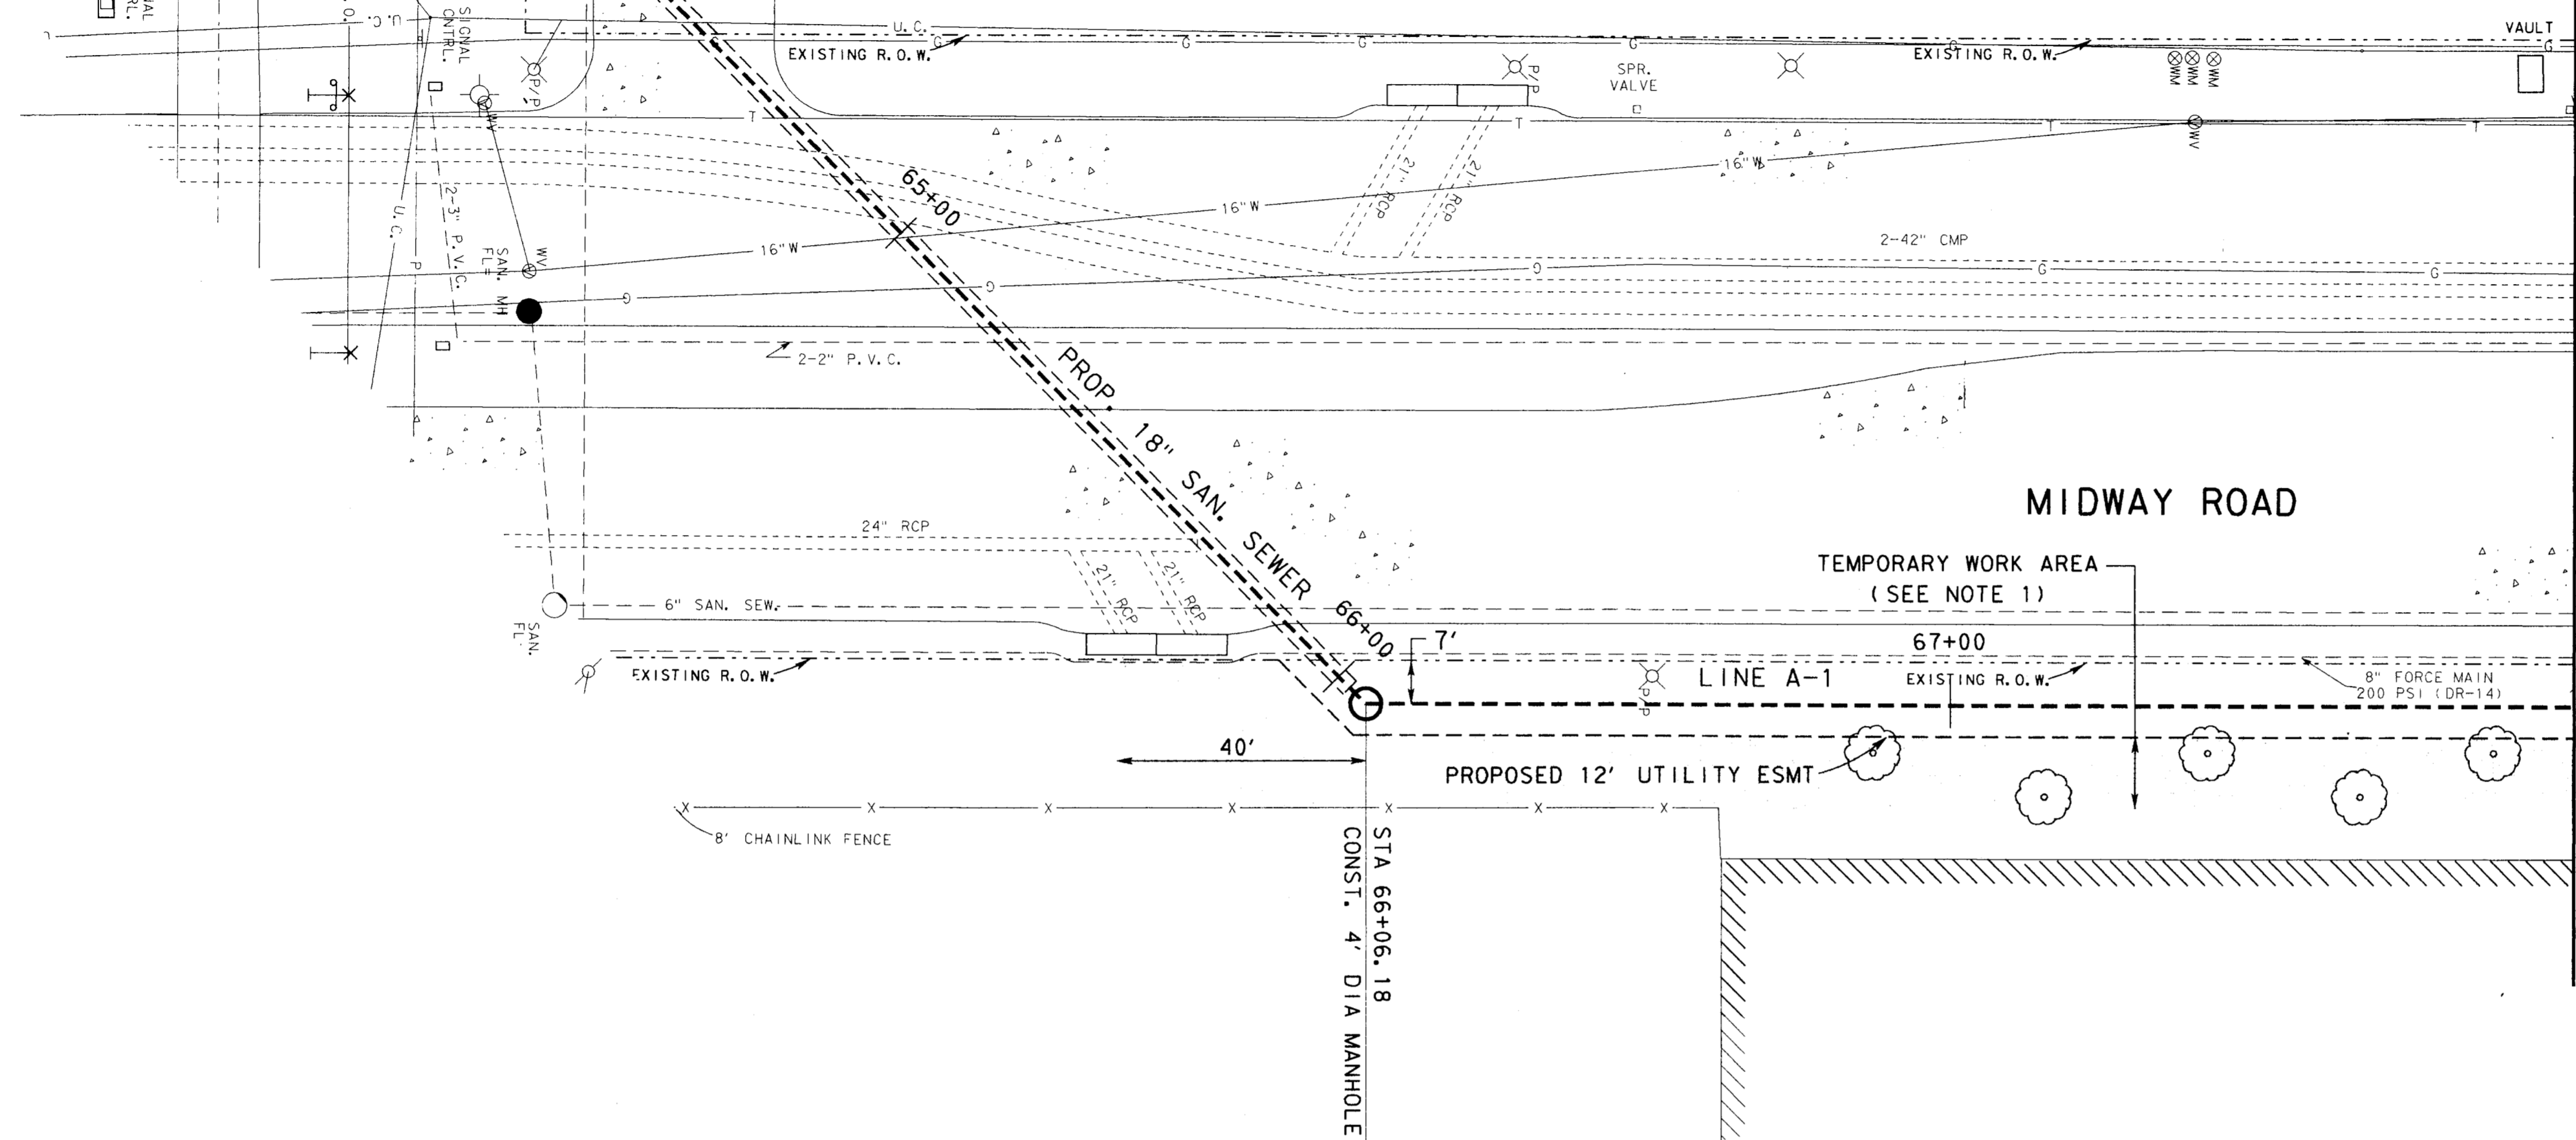 SIGNAL
CNTRL.
U.C.
U.C.
EXISTING R.O.W.
G
G
G
G
EXISTING R.O.W.
G
VAULT
G
P/P
WV
P/P
SPR.
VALVE
WM
WM
WM
T
T
T
T
WV
65+00
21" RCP
21" RCP
16"W
16"W
16"W
2-3" P.V.C.
U.C.
P
SAN. MH
FL=
WV
G
G
G
G
G
2-42" CMP
2-2" P.V.C.
PROP. 18" SAN. SEWER
24" RCP
21" RCP
21" RCP
6" SAN. SEW.
SAN.
FL
MIDWAY ROAD
TEMPORARY WORK AREA
(SEE NOTE 1)
66+00
7'
67+00
EXISTING R.O.W.
P/P
LINE A-1
EXISTING R.O.W.
8" FORCE MAIN
200 PSI (DR-14)
40'
PROPOSED 12' UTILITY ESMT
X
X
X
X
X
X
X
8' CHAINLINK FENCE
STA 66+06.18
CONST. 4' DIA MANHOLE